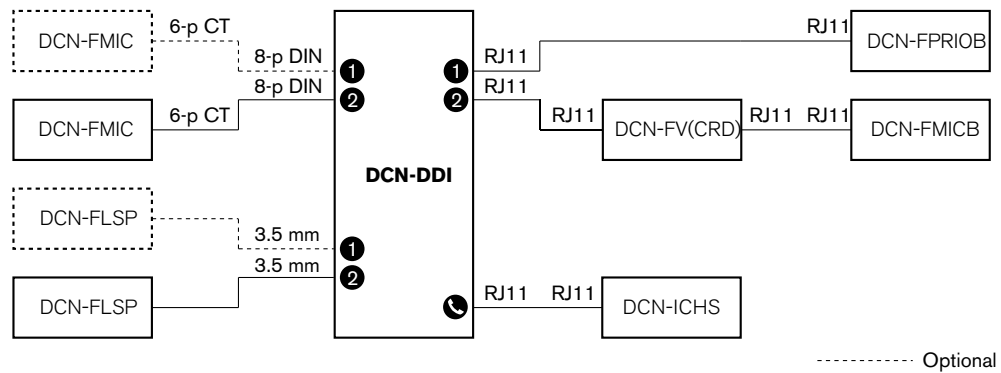 6-p CT
DCN-FMIC
8-p DIN
1
8-p DIN
2
DCN-FMIC
6-p CT
DCN-FLSP
3.5 mm
1
3.5 mm
2
DCN-FLSP
DCN-DDI
1
RJ11
RJ11
DCN-FPRIOB
2
RJ11
RJ11
DCN-FV(CRD)
RJ11
RJ11
DCN-FMICB
RJ11
RJ11
DCN-ICHS
Optional